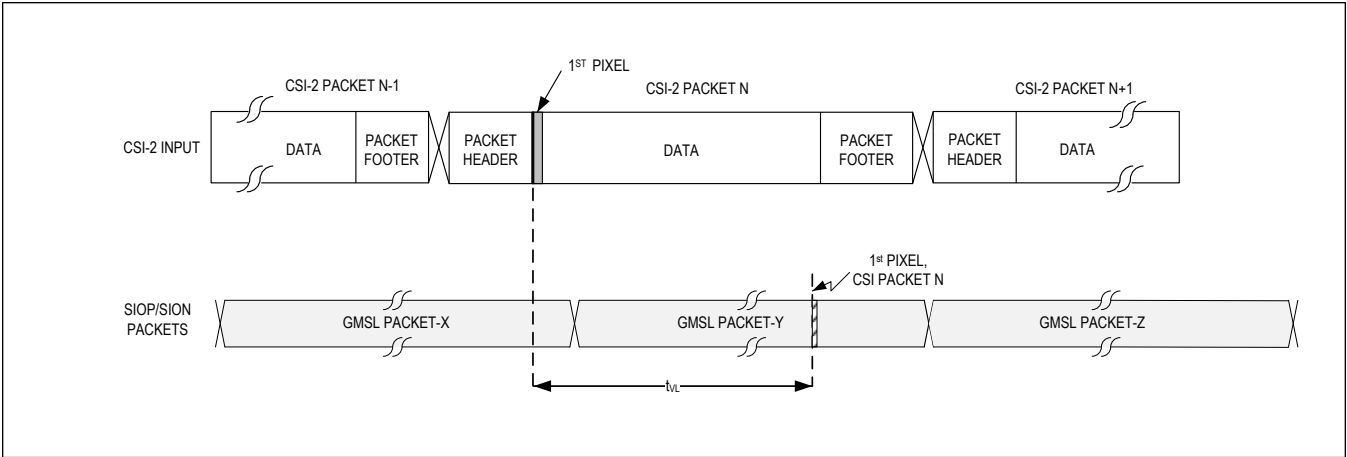 1ST PIXEL
CSI-2 PACKET N-1
CSI-2 PACKET N
CSI-2 PACKET N+1
CSI-2 INPUT
DATA
PACKET
FOOTER
PACKET
HEADER
DATA
PACKET
FOOTER
PACKET
HEADER
DATA
1st PIXEL,
CSI PACKET N
SIOP/SION
PACKETS
GMSL PACKET-X
GMSL PACKET-Y
GMSL PACKET-Z
tVL